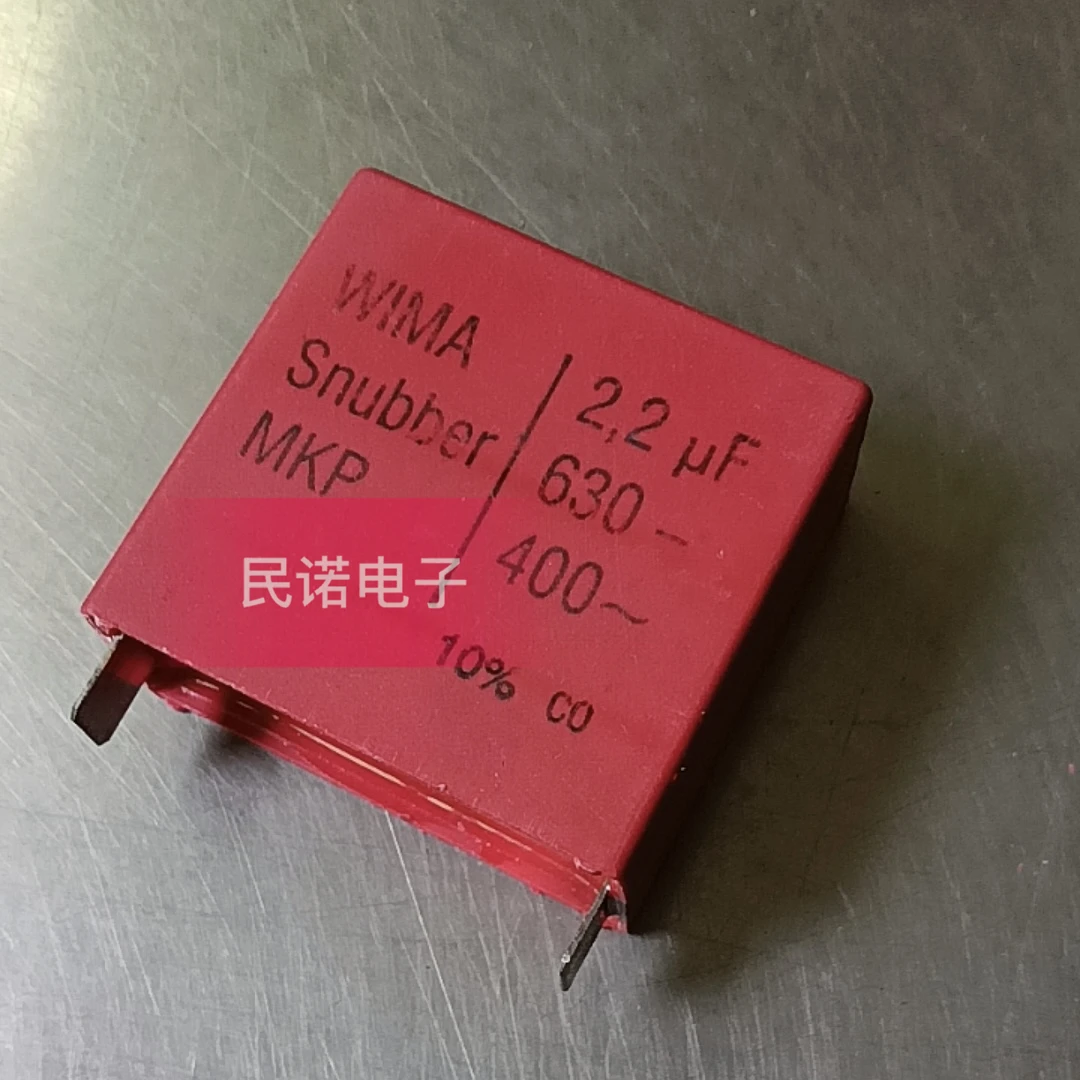 WIMA
Snubber
MKP
2,2 µF
630 –
400~
10% CO
民诺电子